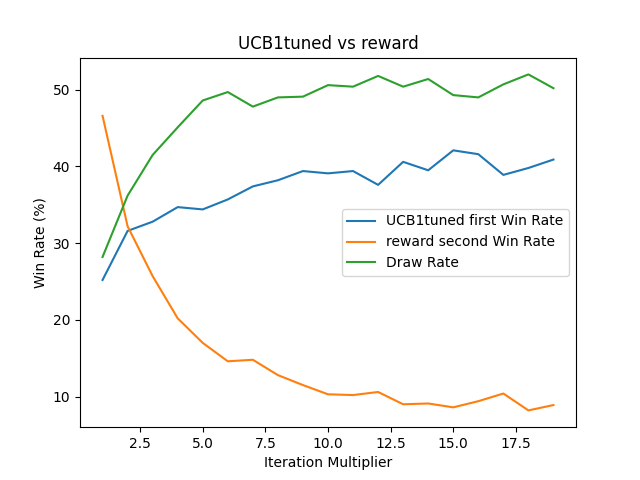 UCB1tuned vs reward
Win Rate (%)
50
40
30
20
10
UCB1tuned first Win Rate
reward second Win Rate
Draw Rate
2.5 5.0 7.5 10.0 12.5 15.0 17.5
Iteration Multiplier